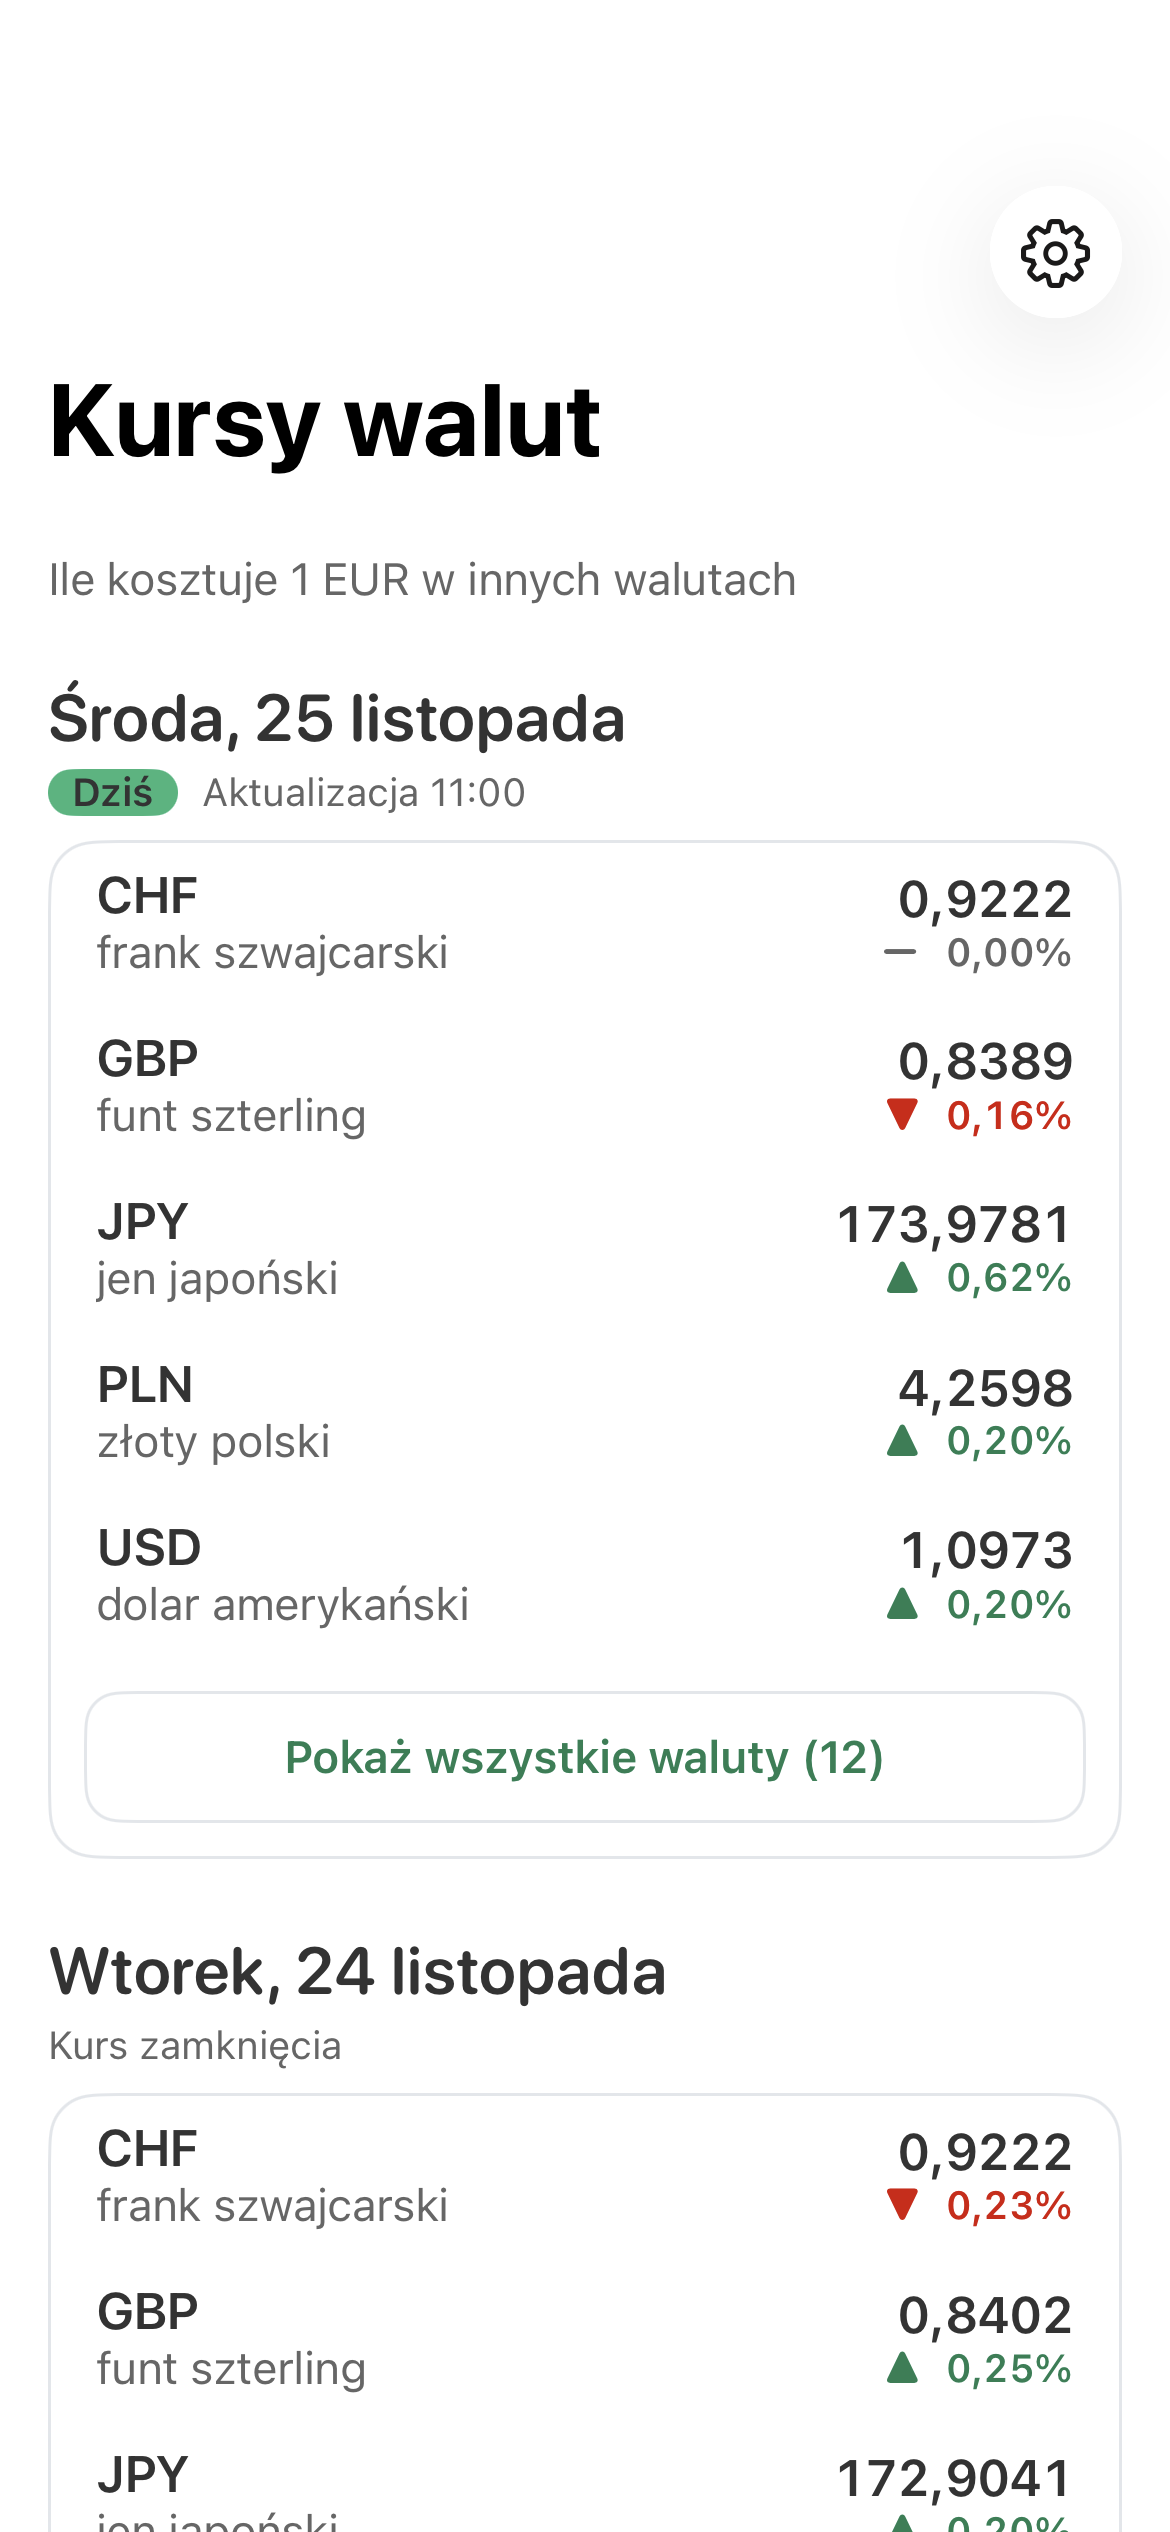 Kursy walut
Ile kosztuje 1 EUR w innych walutach
Środa, 25 listopada
Dziś Aktualizacja 11:00
CHF 0,9222
frank szwajcarski — 0,00%
GBP 0,8389
funt szterling ▼ 0,16%
JPY 173,9781
jen japoński ▲ 0,62%
PLN 4,2598
złoty polski ▲ 0,20%
USD 1,0973
dolar amerykański ▲ 0,20%
Pokaż wszystkie waluty (12)
Wtorek, 24 listopada
Kurs zamknięcia
CHF 0,9222
frank szwajcarski ▼ 0,23%
GBP 0,8402
funt szterling ▲ 0,25%
JPY 172,9041
jen japoński ▲ 0,20%